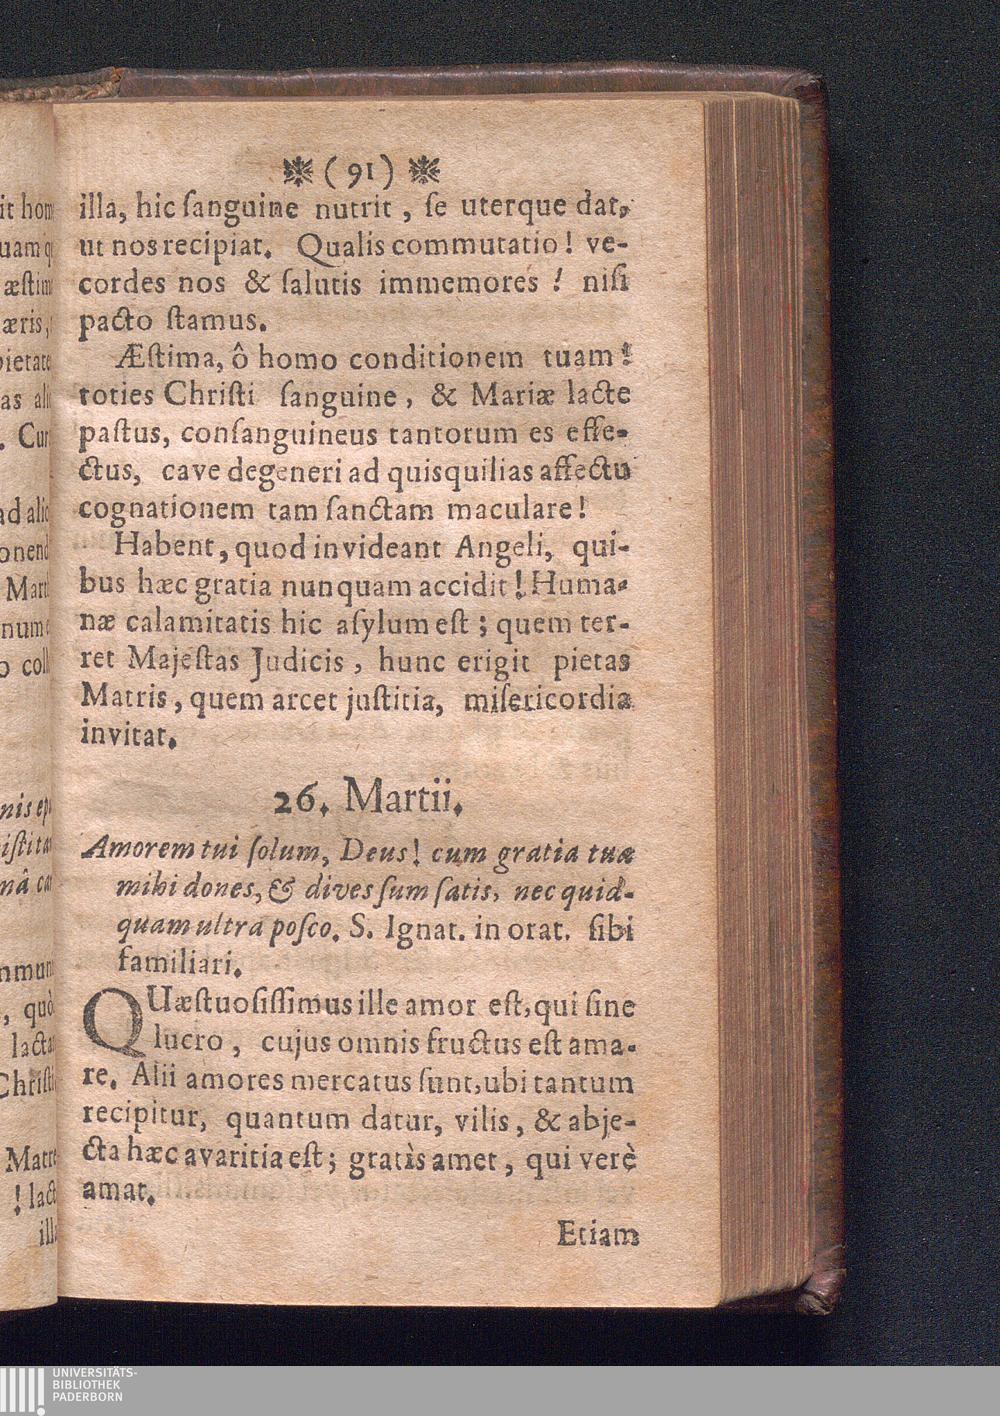 ❧ ( 91 ) ❧
illa, hic ſanguine nutrit, ſe uterque dat,
ut nos recipiat. Qualis commutatio! ve-
cordes nos & ſalutis immemores! niſi
pacto ſtamus.
Æſtima, ô homo conditionem tuam!
toties Chriſti ſanguine, & Mariæ lacte
paſtus, conſanguineus tantorum es effe-
ctus, cave degeneri ad quisquilias affectu
cognationem tam ſanctam maculare!
Habent, quod invideant Angeli, qui-
bus hæc gratia nunquam accidit! Huma-
næ calamitatis hic aſylum eſt; quem ter-
ret Majeſtas Judicis, hunc erigit pietas
Matris, quem arcet juſtitia, miſericordia
invitat.
26. Martii.
Amorem tui ſolum, Deus! cum gratia tua
mihi dones, & dives ſum ſatis, nec quid-
quam ultra poſco. S. Ignat. in orat. ſibi
familiari.
QUæſtuoſiſſimus ille amor eſt, qui ſine
lucro, cujus omnis fructus eſt ama-
re. Alii amores mercatus ſunt, ubi tantum
recipitur, quantum datur, vilis, & abje-
cta hæc avaritia eſt; gratìs amet, qui verè
amat.
Etiam
UNIVERSITÄTS-
BIBLIOTHEK
PADERBORN